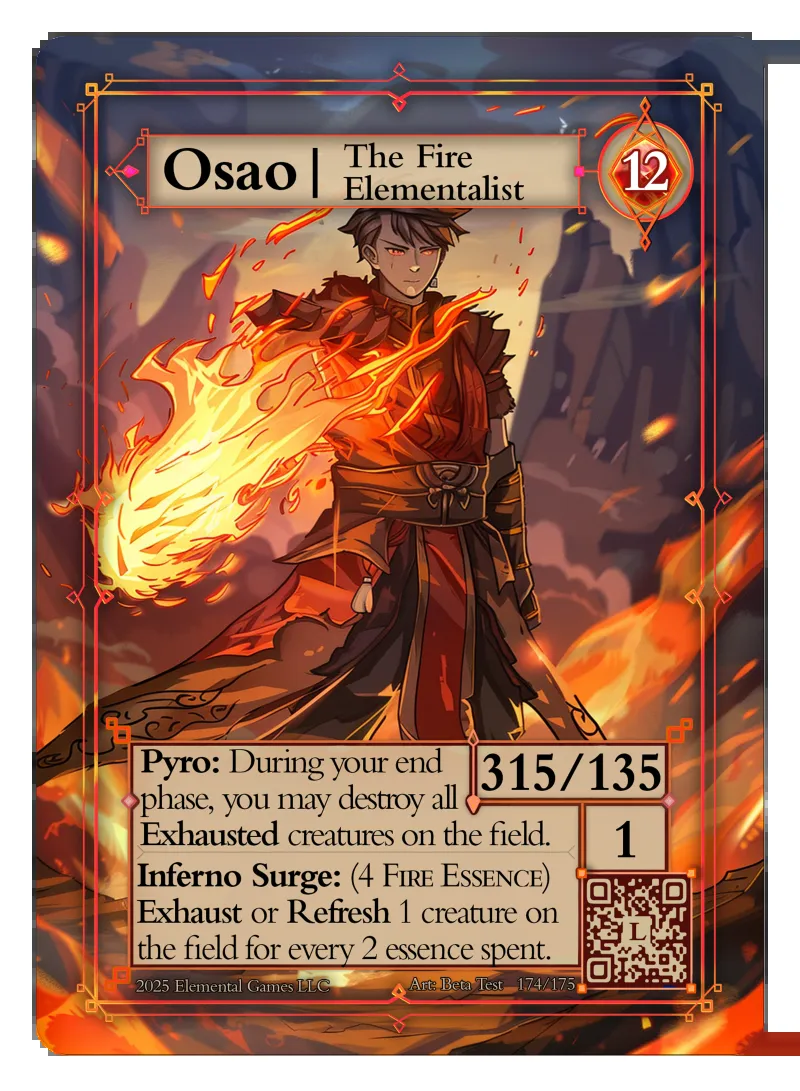 Osao | The Fire
Elementalist
12
Pyro: During your end
phase, you may destroy all
Exhausted creatures on the field.
315/135
1
Inferno Surge: (4 Fire Essence)
Exhaust or Refresh 1 creature on
the field for every 2 essence spent.
L
2025 Elemental Games LLC
Art: Beta Test 174/175